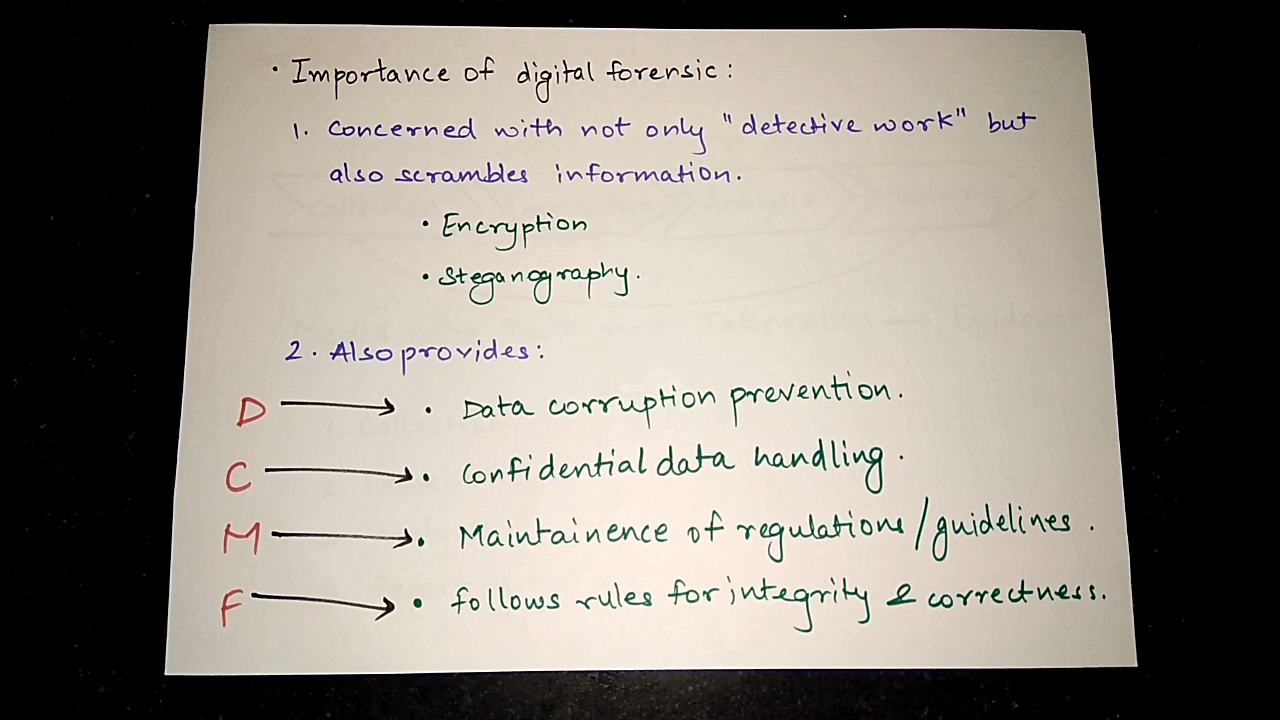 • Importance of digital forensic :
1. Concerned with not only "detective work" but
also scrambles information.
• Encryption
• Steganography.
2. Also provides :
D → • Data corruption prevention.
C → • Confidential data handling.
M → • Maintainence of regulations / guidelines.
F → • follows rules for integrity & correctness.